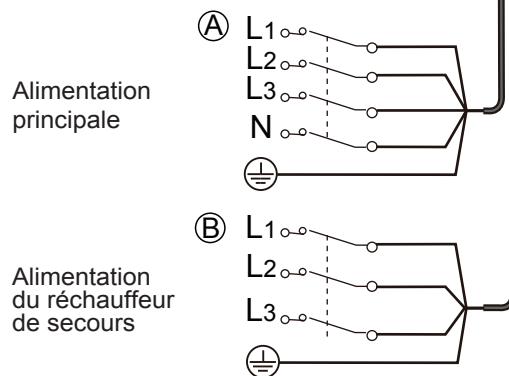 Ⓐ L1
L2
L3
N
Alimentation
principale
Ⓑ L1
L2
L3
Alimentation
du réchauffeur
de secours